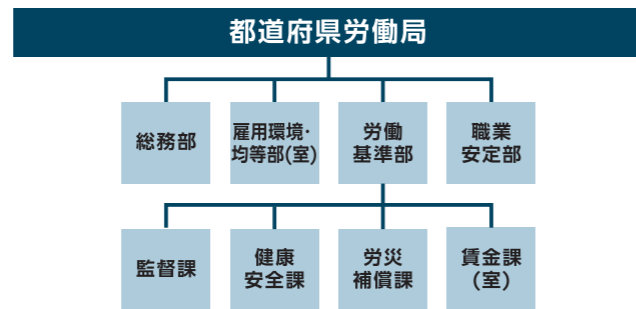 都道府県労働局
総務部
雇用環境・
均等部(室)
労働
基準部
職業
安定部
監督課
健康
安全課
労災
補償課
賃金課
(室)